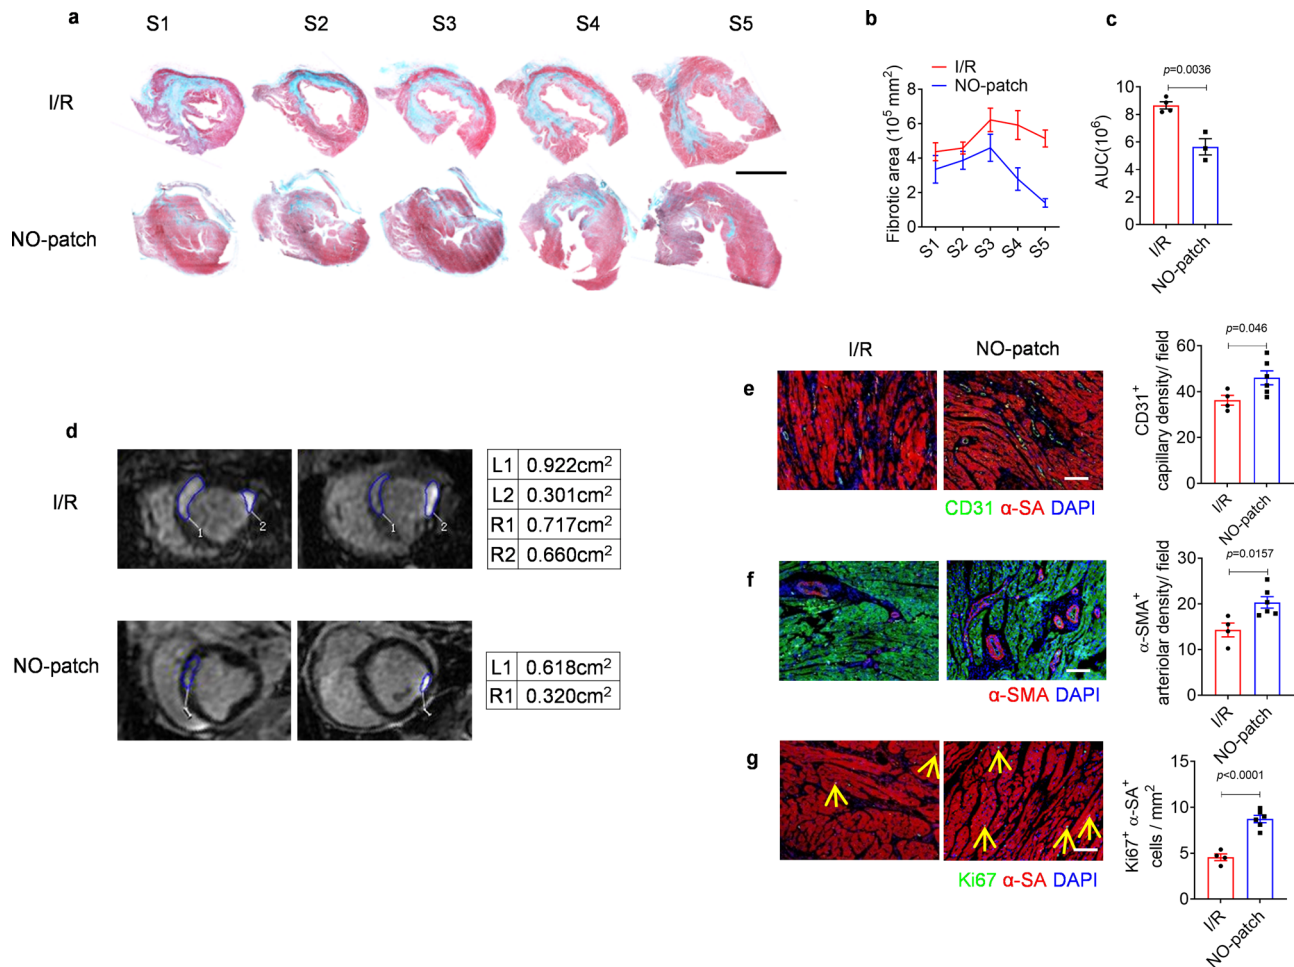 a
S1 S2 S3 S4 S5
I/R
NO-patch
b
I/R
NO-patch
Fibrotic area (10⁵ mm²)
8
6
4
2
0
S1 S2 S3 S4 S5
c
p=0.0036
AUC(10⁶)
10
8
6
4
2
0
I/R NO-patch
d
I/R
1 2
1 2
L1 0.922cm²
L2 0.301cm²
R1 0.717cm²
R2 0.660cm²
NO-patch
1
1
L1 0.618cm²
R1 0.320cm²
e
I/R NO-patch
CD31 α-SA DAPI
p=0.046
CD31⁺
capillary density/ field
60
40
20
0
I/R NO-patch
f
α-SMA DAPI
p=0.0157
α-SMA⁺
arteriolar density/ field
30
20
10
0
I/R NO-patch
g
Ki67 α-SA DAPI
p<0.0001
Ki67⁺ α-SA⁺
cells / mm²
15
10
5
0
I/R NO-patch